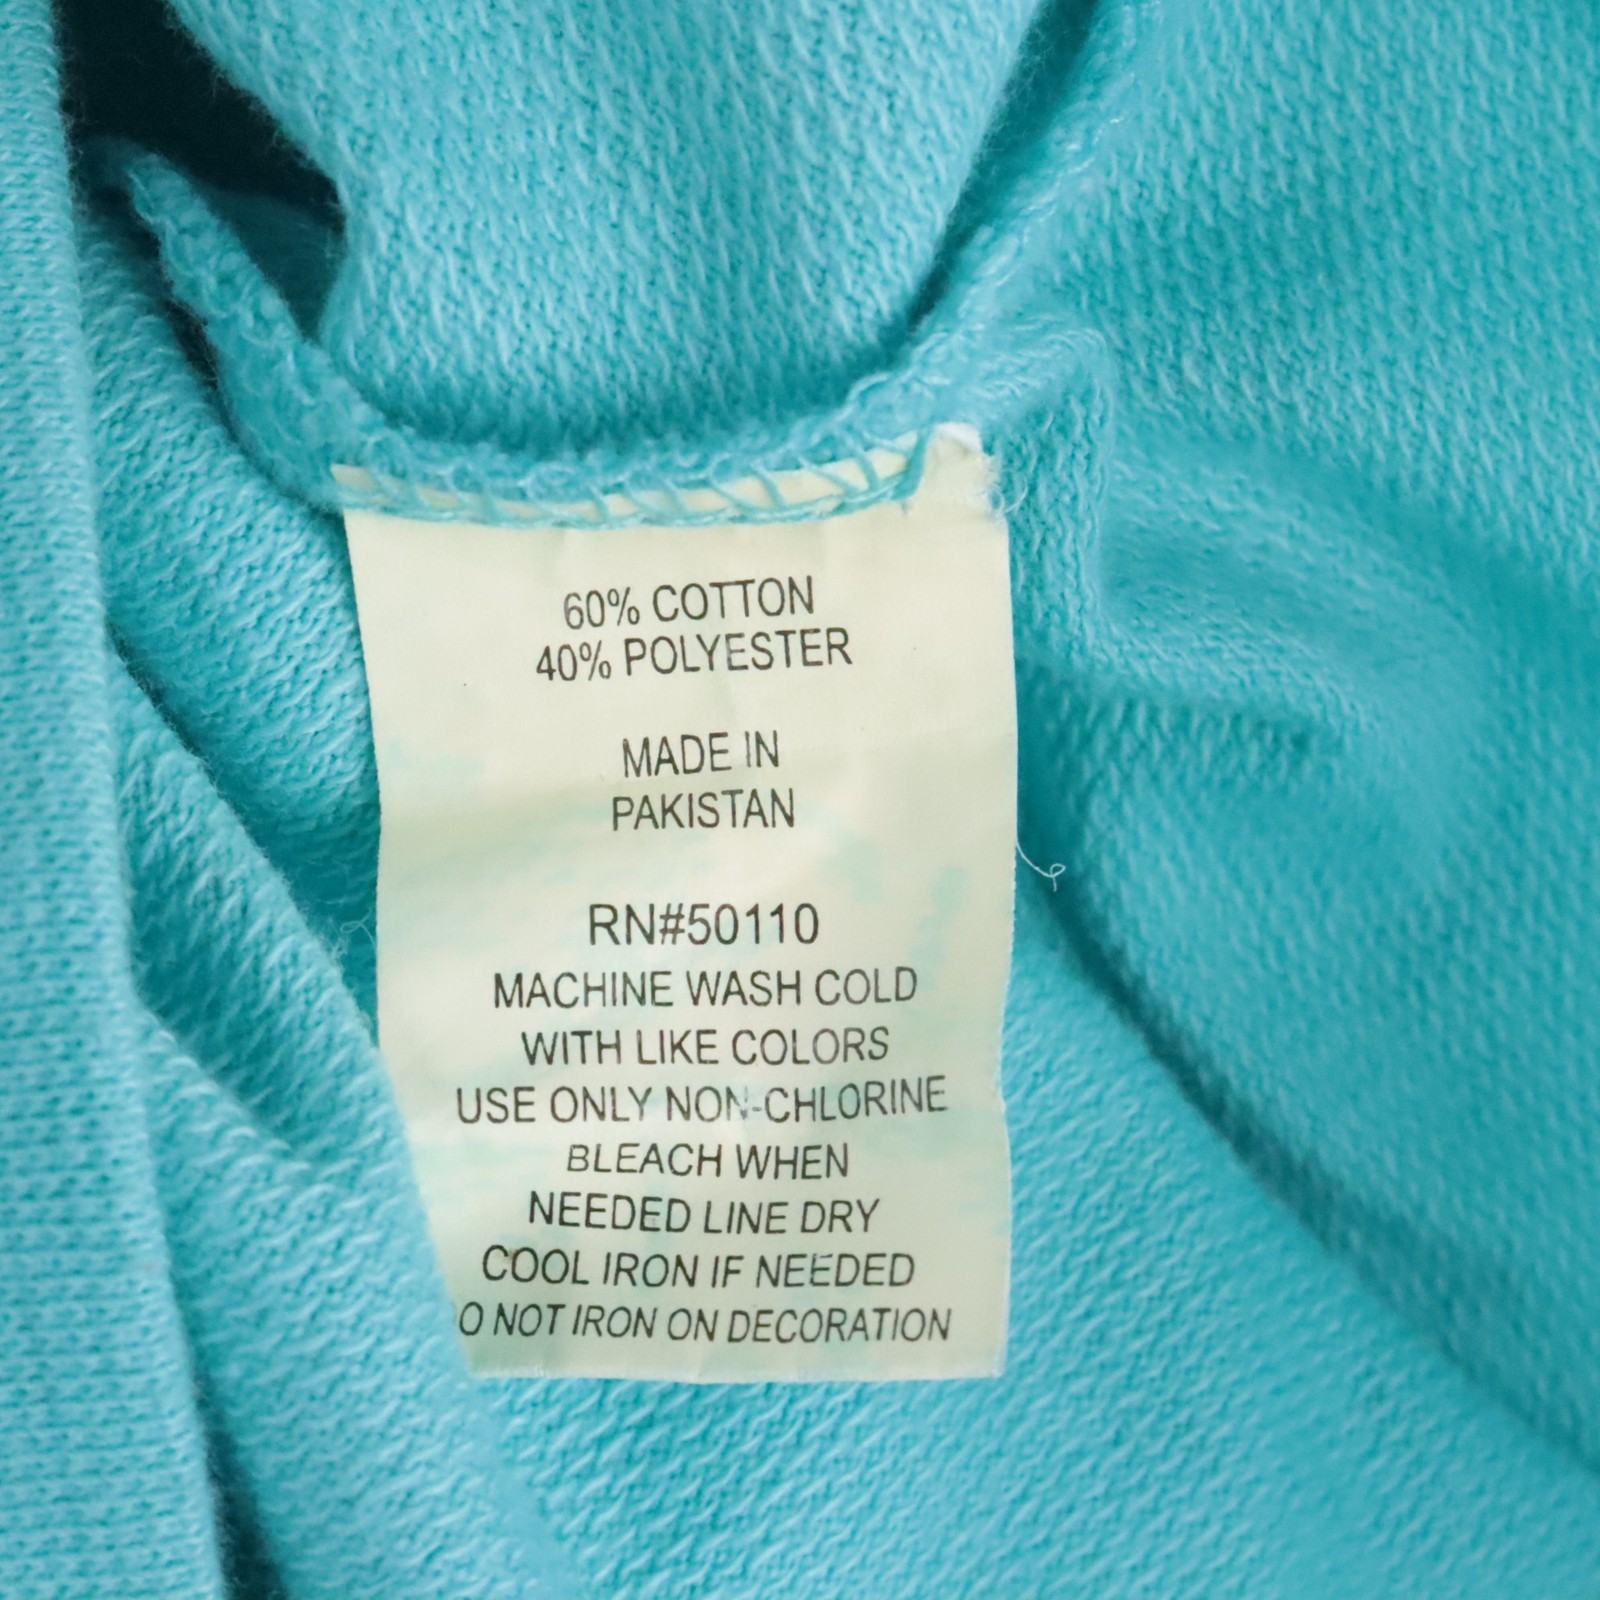 60% COTTON
40% POLYESTER
MADE IN
PAKISTAN
RN#50110
MACHINE WASH COLD
WITH LIKE COLORS
USE ONLY NON-CHLORINE
BLEACH WHEN
NEEDED LINE DRY
COOL IRON IF NEEDED
O NOT IRON ON DECORATION